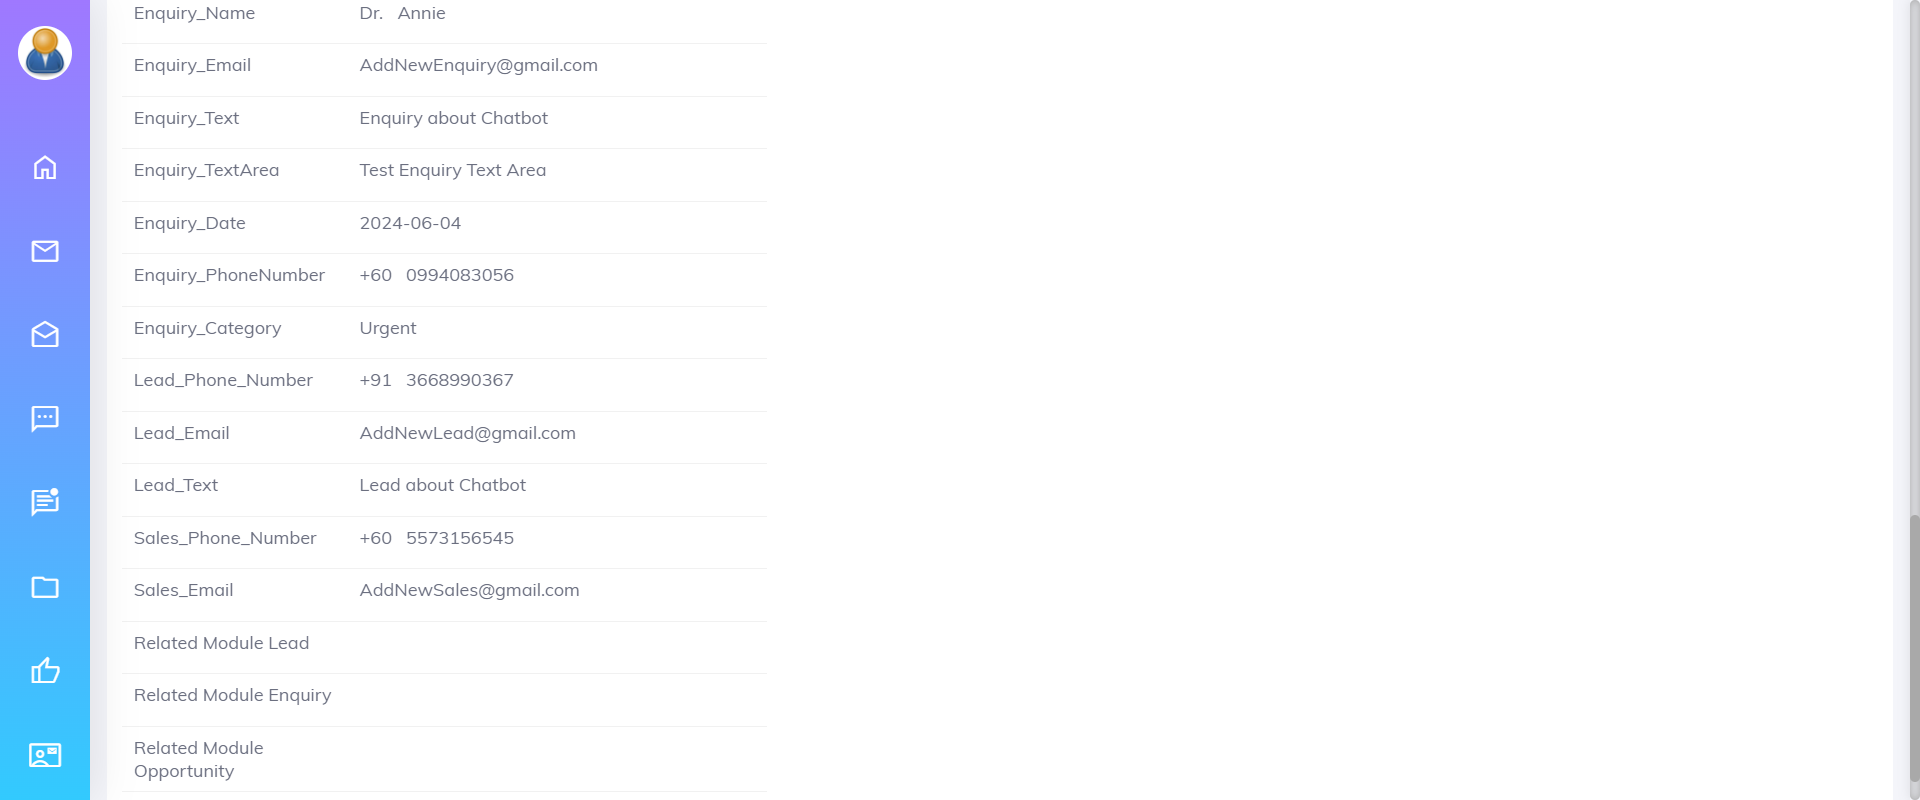 Enquiry_Name Dr. Annie
Enquiry_Email AddNewEnquiry@gmail.com
Enquiry_Text Enquiry about Chatbot
Enquiry_TextArea Test Enquiry Text Area
Enquiry_Date 2024-06-04
Enquiry_PhoneNumber +60 0994083056
Enquiry_Category Urgent
Lead_Phone_Number +91 3668990367
Lead_Email AddNewLead@gmail.com
Lead_Text Lead about Chatbot
Sales_Phone_Number +60 5573156545
Sales_Email AddNewSales@gmail.com
Related Module Lead
Related Module Enquiry
Related Module
Opportunity